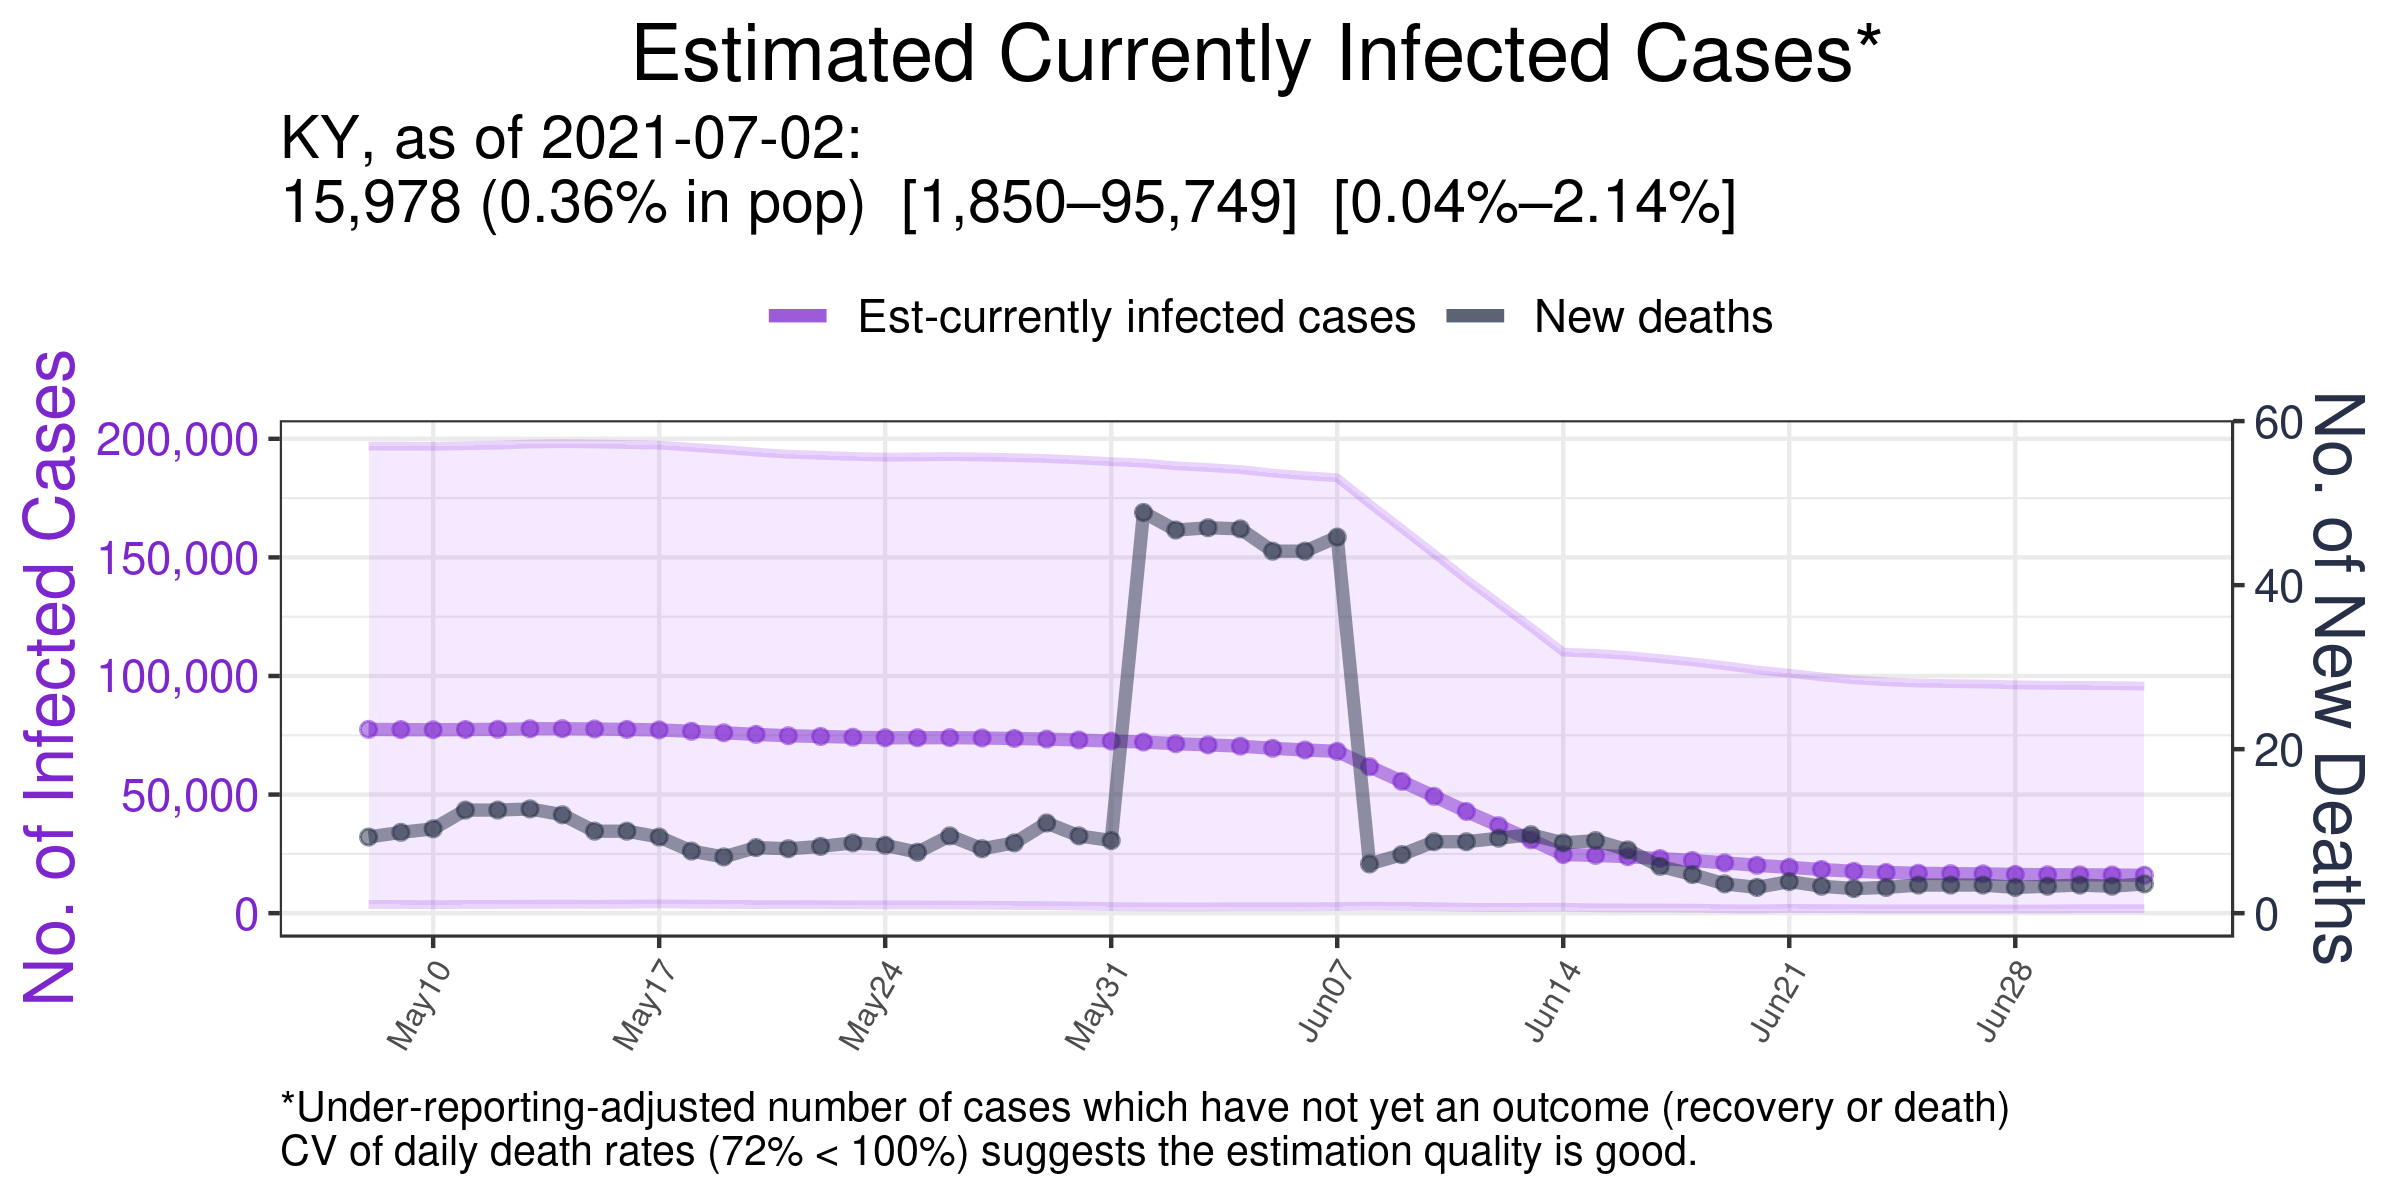 Estimated Currently Infected Cases*
KY, as of 2021-07-02:
15,978 (0.36% in pop)  [1,850–95,749]  [0.04%–2.14%]
Est-currently infected cases
New deaths
No. of Infected Cases
200,000
150,000
100,000
50,000
0
60
40
20
0
No. of New Deaths
May10
May17
May24
May31
Jun07
Jun14
Jun21
Jun28
*Under-reporting-adjusted number of cases which have not yet an outcome (recovery or death)
CV of daily death rates (72% < 100%) suggests the estimation quality is good.